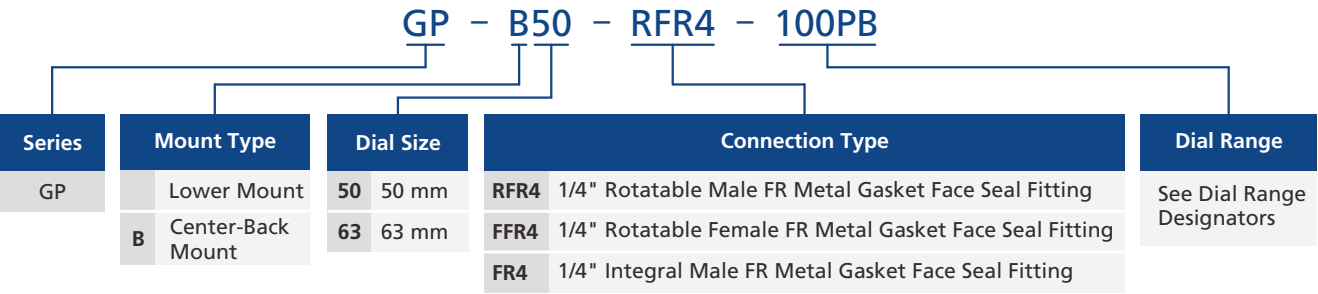 GP – B50 – RFR4 – 100PB
Series
Mount Type
Dial Size
Connection Type
Dial Range
GP
Lower Mount
B Center-Back
Mount
50 50 mm
63 63 mm
RFR4 1/4" Rotatable Male FR Metal Gasket Face Seal Fitting
FFR4 1/4" Rotatable Female FR Metal Gasket Face Seal Fitting
FR4 1/4" Integral Male FR Metal Gasket Face Seal Fitting
See Dial Range
Designators